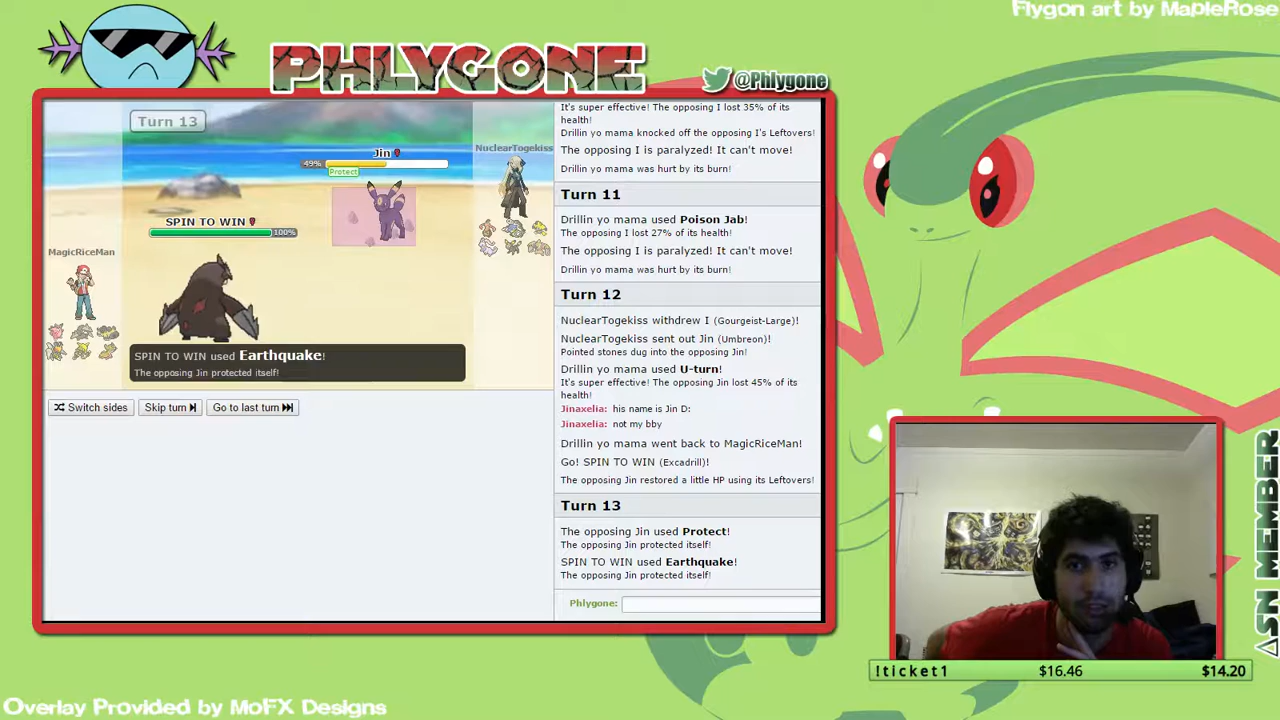 Flygon art by MapleRose
PHLYGONE
@Phlygone
Turn 13
Jin
49%
Protect
NuclearTogekiss
SPIN TO WIN
100%
MagicRiceMan
SPIN TO WIN used Earthquake!
The opposing Jin protected itself!
Switch sides
Skip turn
Go to last turn
It's super effective! The opposing I lost 35% of its
health!
Drillin yo mama knocked off the opposing I's Leftovers!
The opposing I is paralyzed! It can't move!
Drillin yo mama was hurt by its burn!
Turn 11
Drillin yo mama used Poison Jab!
The opposing I lost 27% of its health!
The opposing I is paralyzed! It can't move!
Drillin yo mama was hurt by its burn!
Turn 12
NuclearTogekiss withdrew I (Gourgeist-Large)!
NuclearTogekiss sent out Jin (Umbreon)!
Pointed stones dug into the opposing Jin!
Drillin yo mama used U-turn!
It's super effective! The opposing Jin lost 45% of its
health!
Jinaxelia: his name is Jin D:
Jinaxelia: not my bby
Drillin yo mama went back to MagicRiceMan!
Go! SPIN TO WIN (Excadrill)!
The opposing Jin restored a little HP using its Leftovers!
Turn 13
The opposing Jin used Protect!
The opposing Jin protected itself!
SPIN TO WIN used Earthquake!
The opposing Jin protected itself!
Phlygone:
ASN MEMBER
!ticket1 $16.46 $14.20
Overlay Provided by MoFX Designs